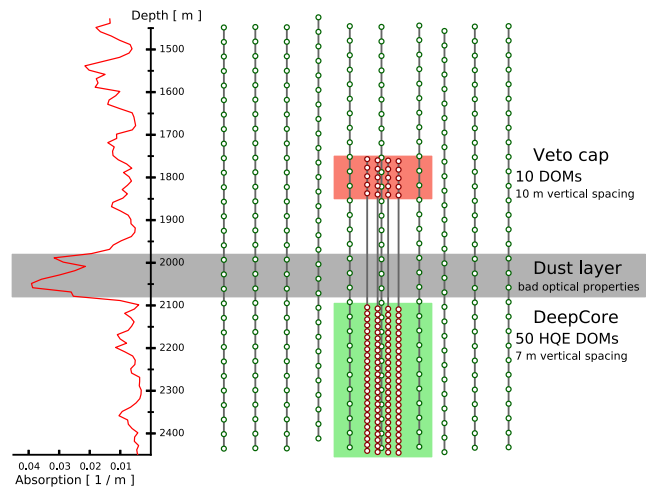 Depth [ m ]
1500
1600
1700
1800
1900
2000
2100
2200
2300
2400
0.04 0.03 0.02 0.01
Absorption [ 1 / m ]
Veto cap
10 DOMs
10 m vertical spacing
Dust layer
bad optical properties
DeepCore
50 HQE DOMs
7 m vertical spacing